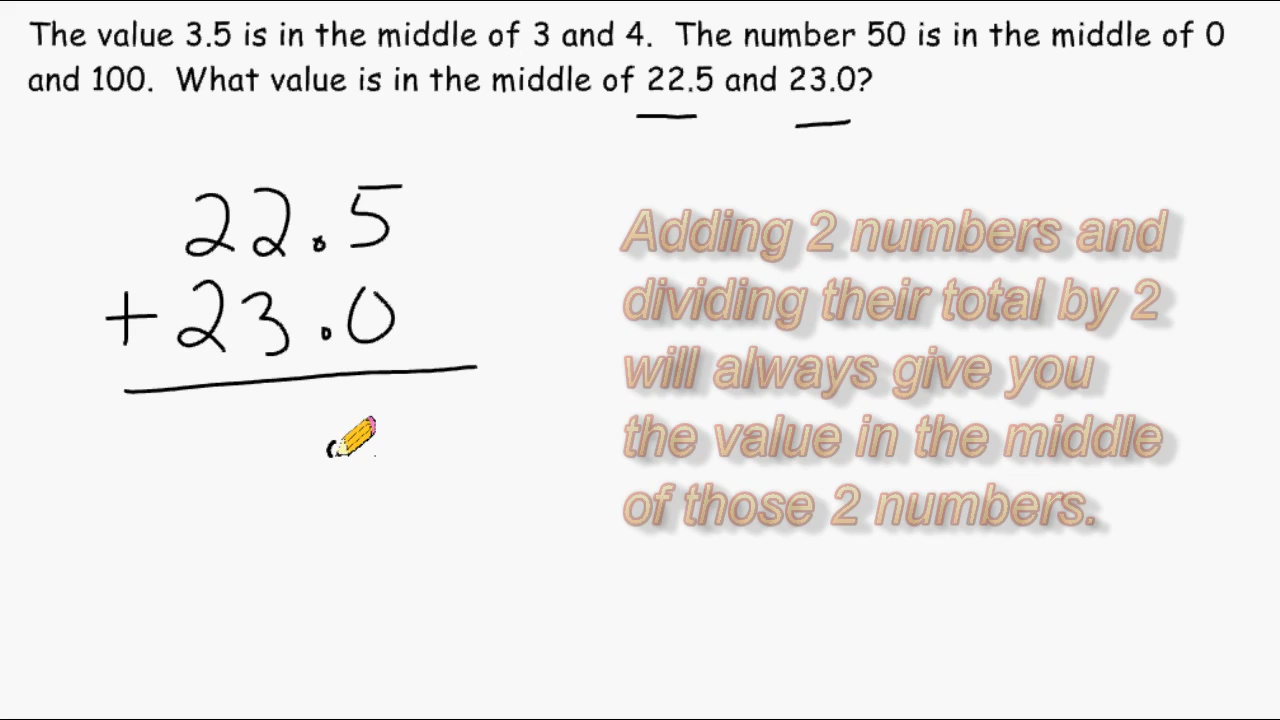 The value 3.5 is in the middle of 3 and 4. The number 50 is in the middle of 0
and 100. What value is in the middle of 22.5 and 23.0?
22.5
+ 23.0
Adding 2 numbers and
dividing their total by 2
will always give you
the value in the middle
of those 2 numbers.